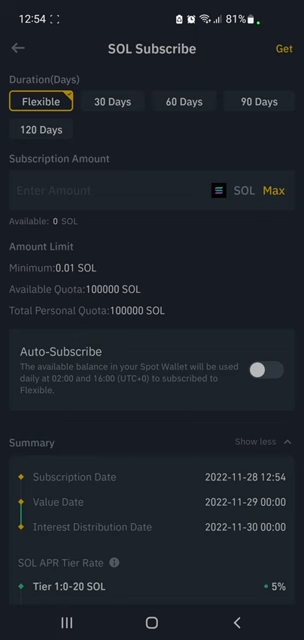 12:54
81%
SOL Subscribe
Get
Duration(Days)
Flexible
30 Days
60 Days
90 Days
120 Days
Subscription Amount
Enter Amount
SOL Max
Available: 0 SOL
Amount Limit
Minimum:0.01 SOL
Available Quota:100000 SOL
Total Personal Quota:100000 SOL
Auto-Subscribe
The available balance in your Spot Wallet will be used
daily at 02:00 and 16:00 (UTC+0) to subscribed to
Flexible.
Summary
Show less
Subscription Date
2022-11-28 12:54
Value Date
2022-11-29 00:00
Interest Distribution Date
2022-11-30 00:00
SOL APR Tier Rate
Tier 1:0-20 SOL
5%